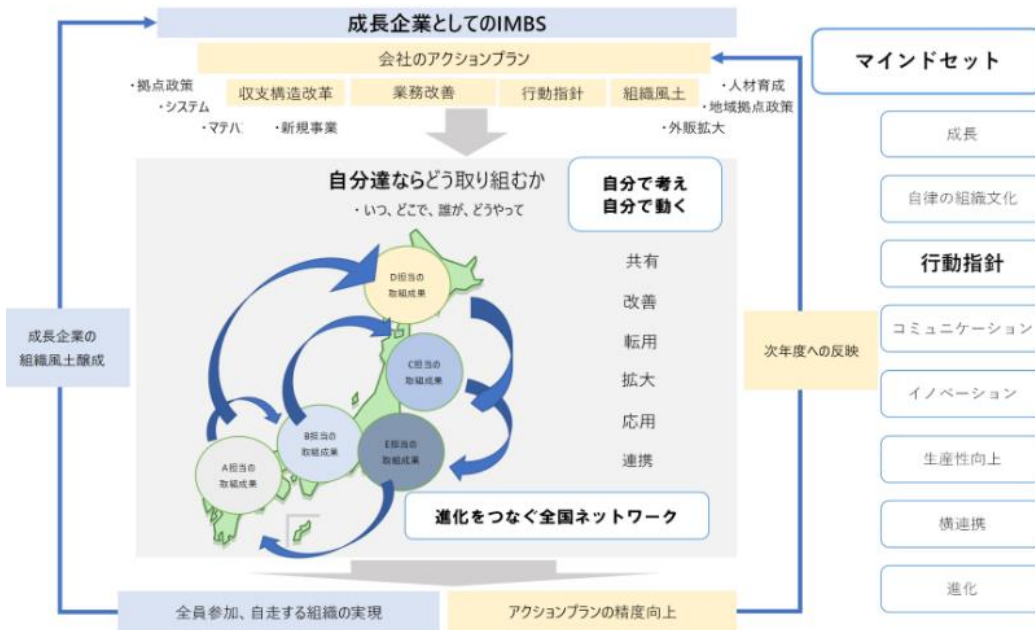 成長企業としてのIMBS
会社のアクションプラン
・拠点政策
・システム
・マテハ
収支構造改革
業務改善
行動指針
組織風土
・新規事業
・人材育成
・地域拠点政策
・外販拡大
自分達ならどう取り組むか
・いつ、どこで、誰が、どうやって
自分で考え
自分で動く
D担当の
取組成果
C担当の
取組成果
B担当の
取組成果
E担当の
取組成果
A担当の
取組成果
共有
改善
転用
拡大
応用
連携
進化をつなぐ全国ネットワーク
成長企業の
組織風土醸成
次年度への反映
全員参加、自走する組織の実現
アクションプランの精度向上
マインドセット
成長
自律の組織文化
行動指針
コミュニケーション
イノベーション
生産性向上
横連携
進化